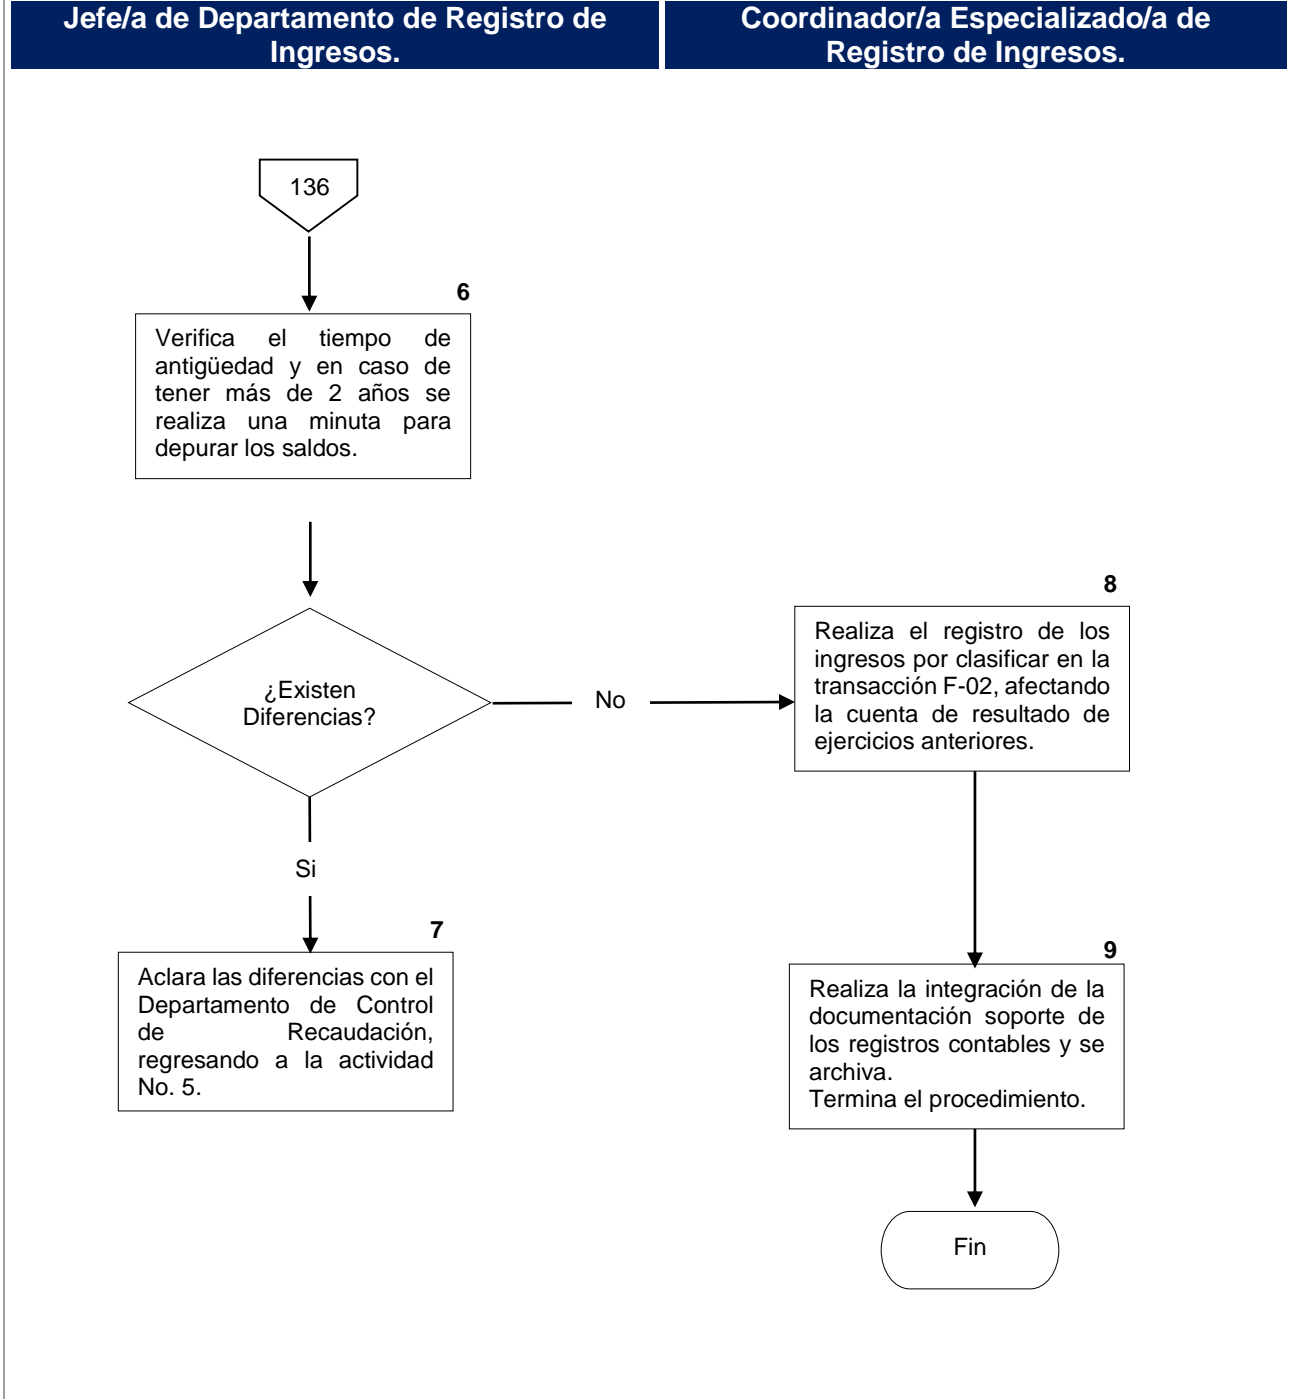 Jefe/a de Departamento de Registro de
Ingresos.
Coordinador/a Especializado/a de
Registro de Ingresos.
136
6
Verifica el tiempo de
antigüedad y en caso de
tener más de 2 años se
realiza una minuta para
depurar los saldos.
¿Existen
Diferencias?
No
Si
7
Aclara las diferencias con el
Departamento de Control
de Recaudación,
regresando a la actividad
No. 5.
8
Realiza el registro de los
ingresos por clasificar en la
transacción F-02, afectando
la cuenta de resultado de
ejercicios anteriores.
9
Realiza la integración de la
documentación soporte de
los registros contables y se
archiva.
Termina el procedimiento.
Fin